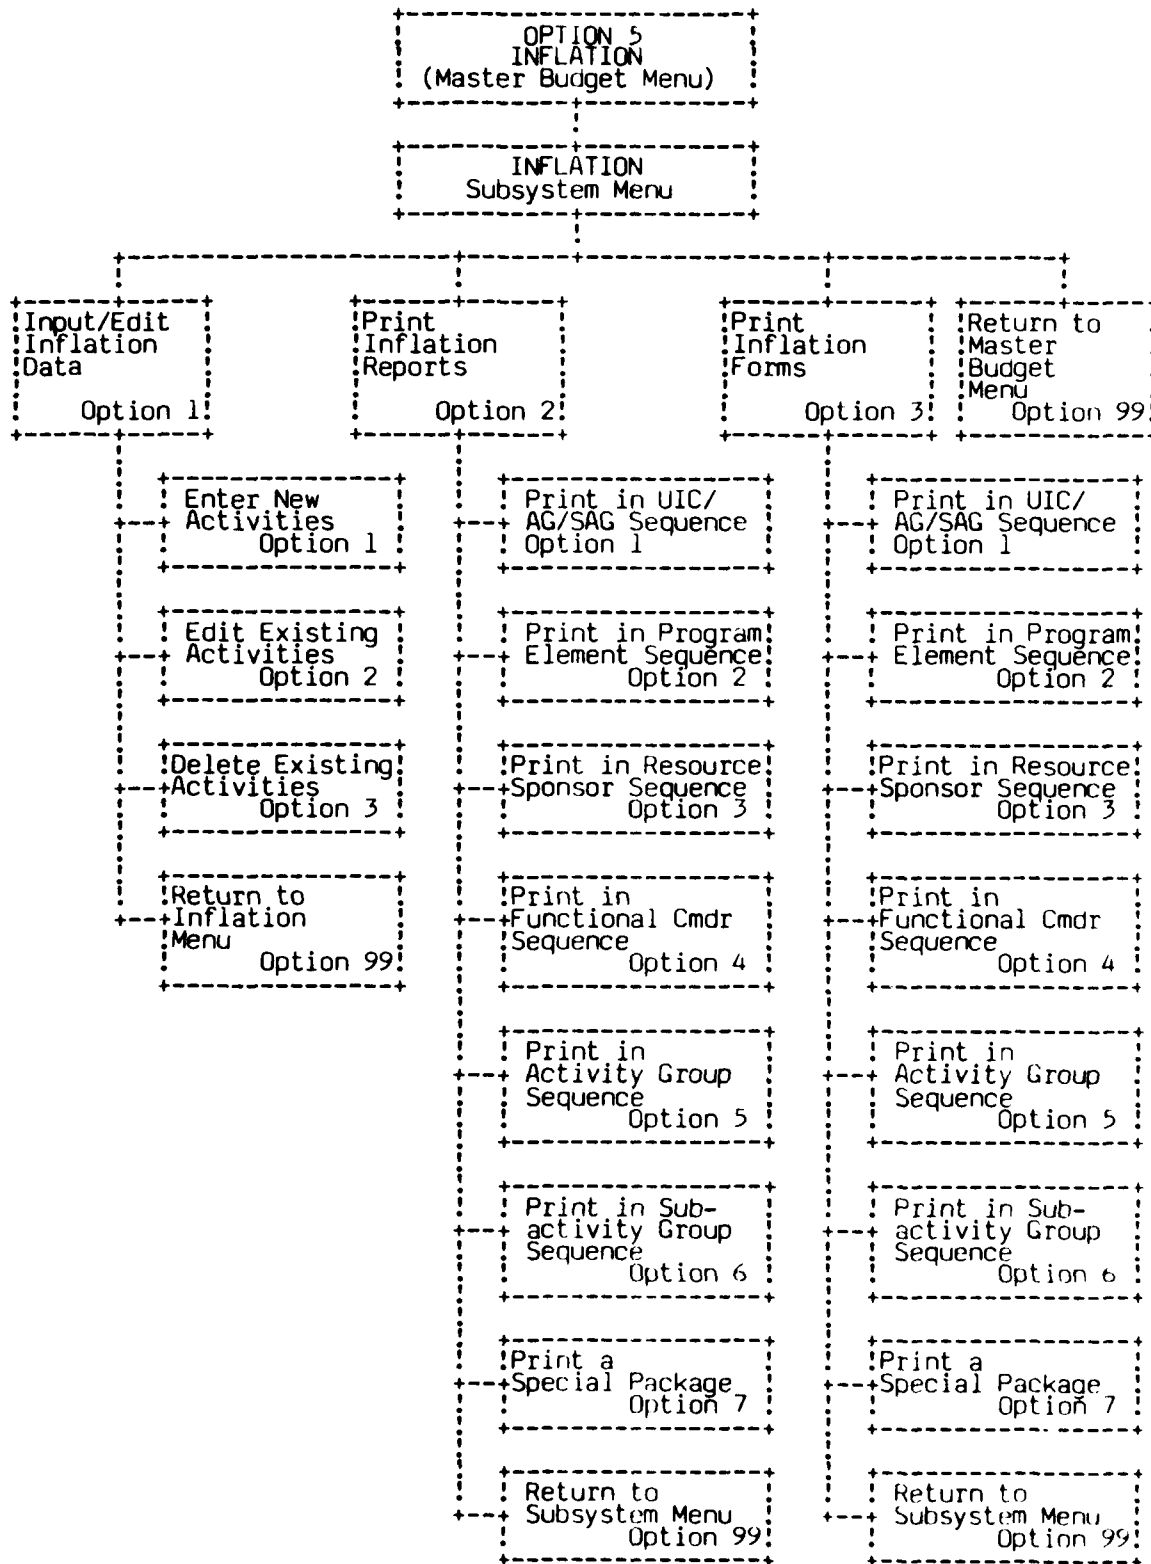 OPTION 5
INFLATION
(Master Budget Menu)
INFLATION
Subsystem Menu
Input/Edit
Inflation
Data
Option 1
Print
Inflation
Reports
Option 2
Print
Inflation
Forms
Option 3
Return to
Master
Budget
Menu
Option 99
Enter New
Activities
Option 1
Edit Existing
Activities
Option 2
Delete Existing
Activities
Option 3
Return to
Inflation
Menu
Option 99
Print in UIC/
AG/SAG Sequence
Option 1
Print in Program
Element Sequence
Option 2
Print in Resource
Sponsor Sequence
Option 3
Print in
Functional Cmdr
Sequence
Option 4
Print in
Activity Group
Sequence
Option 5
Print in Sub-
activity Group
Sequence
Option 6
Print a
Special Package
Option 7
Return to
Subsystem Menu
Option 99
Print in UIC/
AG/SAG Sequence
Option 1
Print in Program
Element Sequence
Option 2
Print in Resource
Sponsor Sequence
Option 3
Print in
Functional Cmdr
Sequence
Option 4
Print in
Activity Group
Sequence
Option 5
Print in Sub-
activity Group
Sequence
Option 6
Print a
Special Package
Option 7
Return to
Subsystem Menu
Option 99